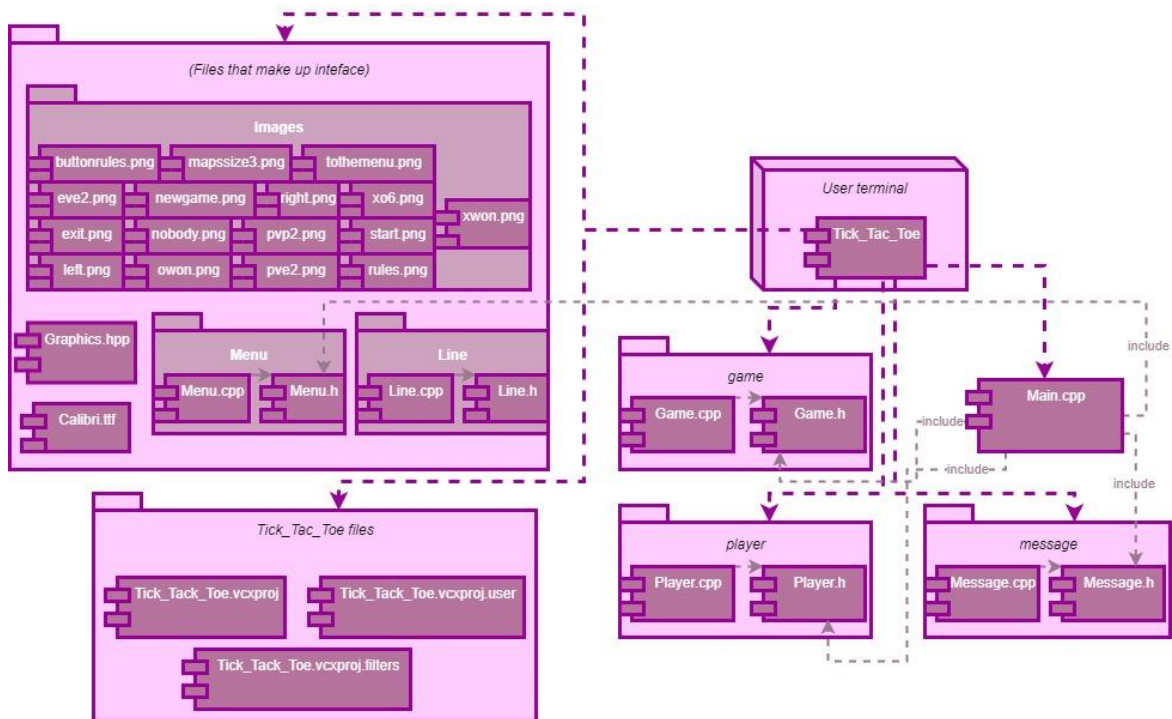 (Files that make up inteface)
Images
buttonrules.png
mapssize3.png
tothemenu.png
eve2.png
newgame.png
right.png
xo6.png
xwon.png
exit.png
nobody.png
pvp2.png
start.png
left.png
owon.png
pve2.png
rules.png
Graphics.hpp
Calibri.ttf
Menu
Menu.cpp
Menu.h
Line
Line.cpp
Line.h
Tick_Tac_Toe files
Tick_Tack_Toe.vcxproj
Tick_Tack_Toe.vcxproj.user
Tick_Tack_Toe.vcxproj.filters
User terminal
Tick_Tac_Toe
game
Game.cpp
Game.h
include
Main.cpp
include
include
include
player
Player.cpp
Player.h
message
Message.cpp
Message.h